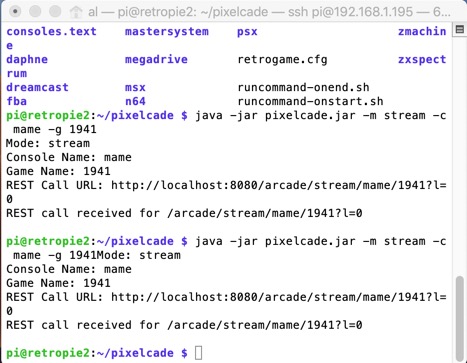 al — pi@retropie2: ~/pixelcade — ssh pi@192.168.1.195 — 6...
consoles.text mastersystem psx zmachin
e
daphne megadrive retrogame.cfg zxspect
rum
dreamcast msx runcommand-onend.sh
fba n64 runcommand-onstart.sh
pi@retropie2:~/pixelcade $ java -jar pixelcade.jar -m stream -c
mame -g 1941
Mode: stream
Console Name: mame
Game Name: 1941
REST Call URL: http://localhost:8080/arcade/stream/mame/1941?l=
0
REST call received for /arcade/stream/mame/1941?l=0
pi@retropie2:~/pixelcade $ java -jar pixelcade.jar -m stream -c
mame -g 1941Mode: stream
Console Name: mame
Game Name: 1941
REST Call URL: http://localhost:8080/arcade/stream/mame/1941?l=
0
REST call received for /arcade/stream/mame/1941?l=0
pi@retropie2:~/pixelcade $